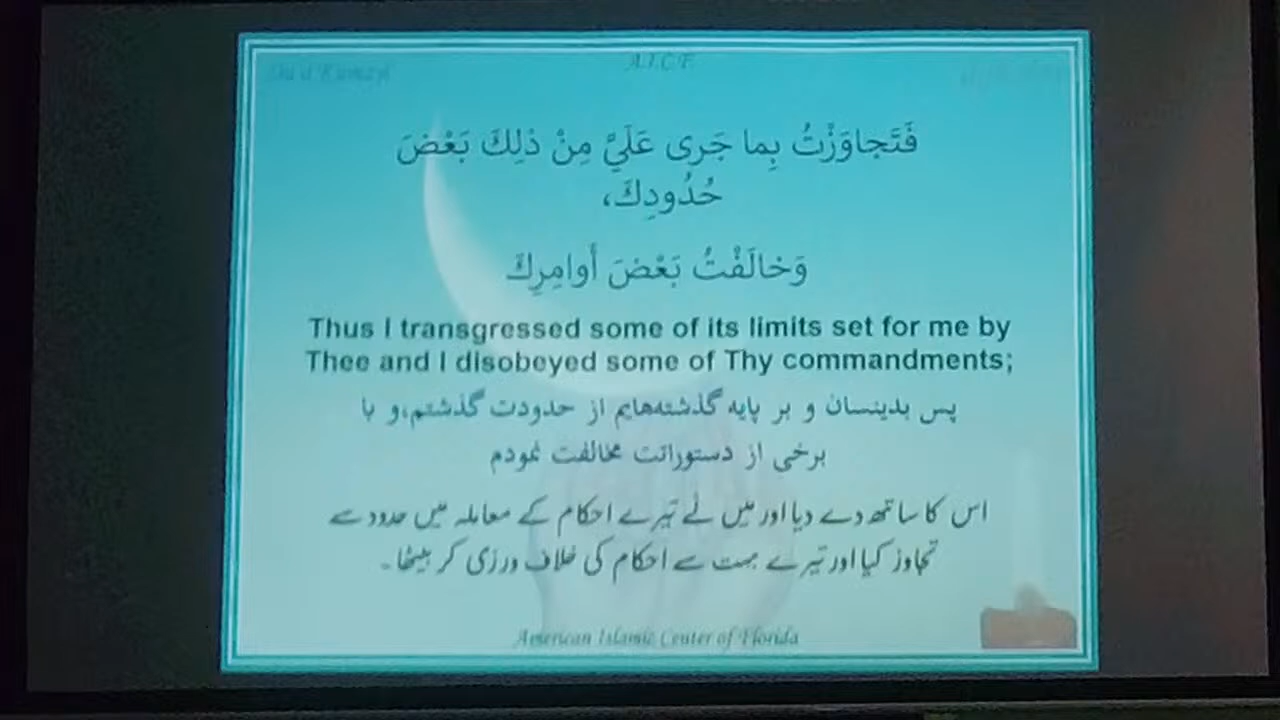 Du'a Kumayl
A.I.C.F.
فَتَجاوَزْتُ بِما جَرى عَلَيَّ مِنْ ذٰلِكَ بَعْضَ
حُدُودِكَ،
وَخالَفْتُ بَعْضَ أَوامِرِكَ
Thus I transgressed some of its limits set for me by
Thee and I disobeyed some of Thy commandments;
پس بدینسان و بر پایه گذشته‌هایم از حدودت گذشتم،و با
برخی از دستوراتت مخالفت نمودم
اس کا ساتھ دے دیا اور میں نے تیرے احکام کے معاملہ میں حدود سے
تجاوز کیا اور تیرے بہت سے احکام کی خلاف ورزی کر بیٹھا۔
American Islamic Center of Florida